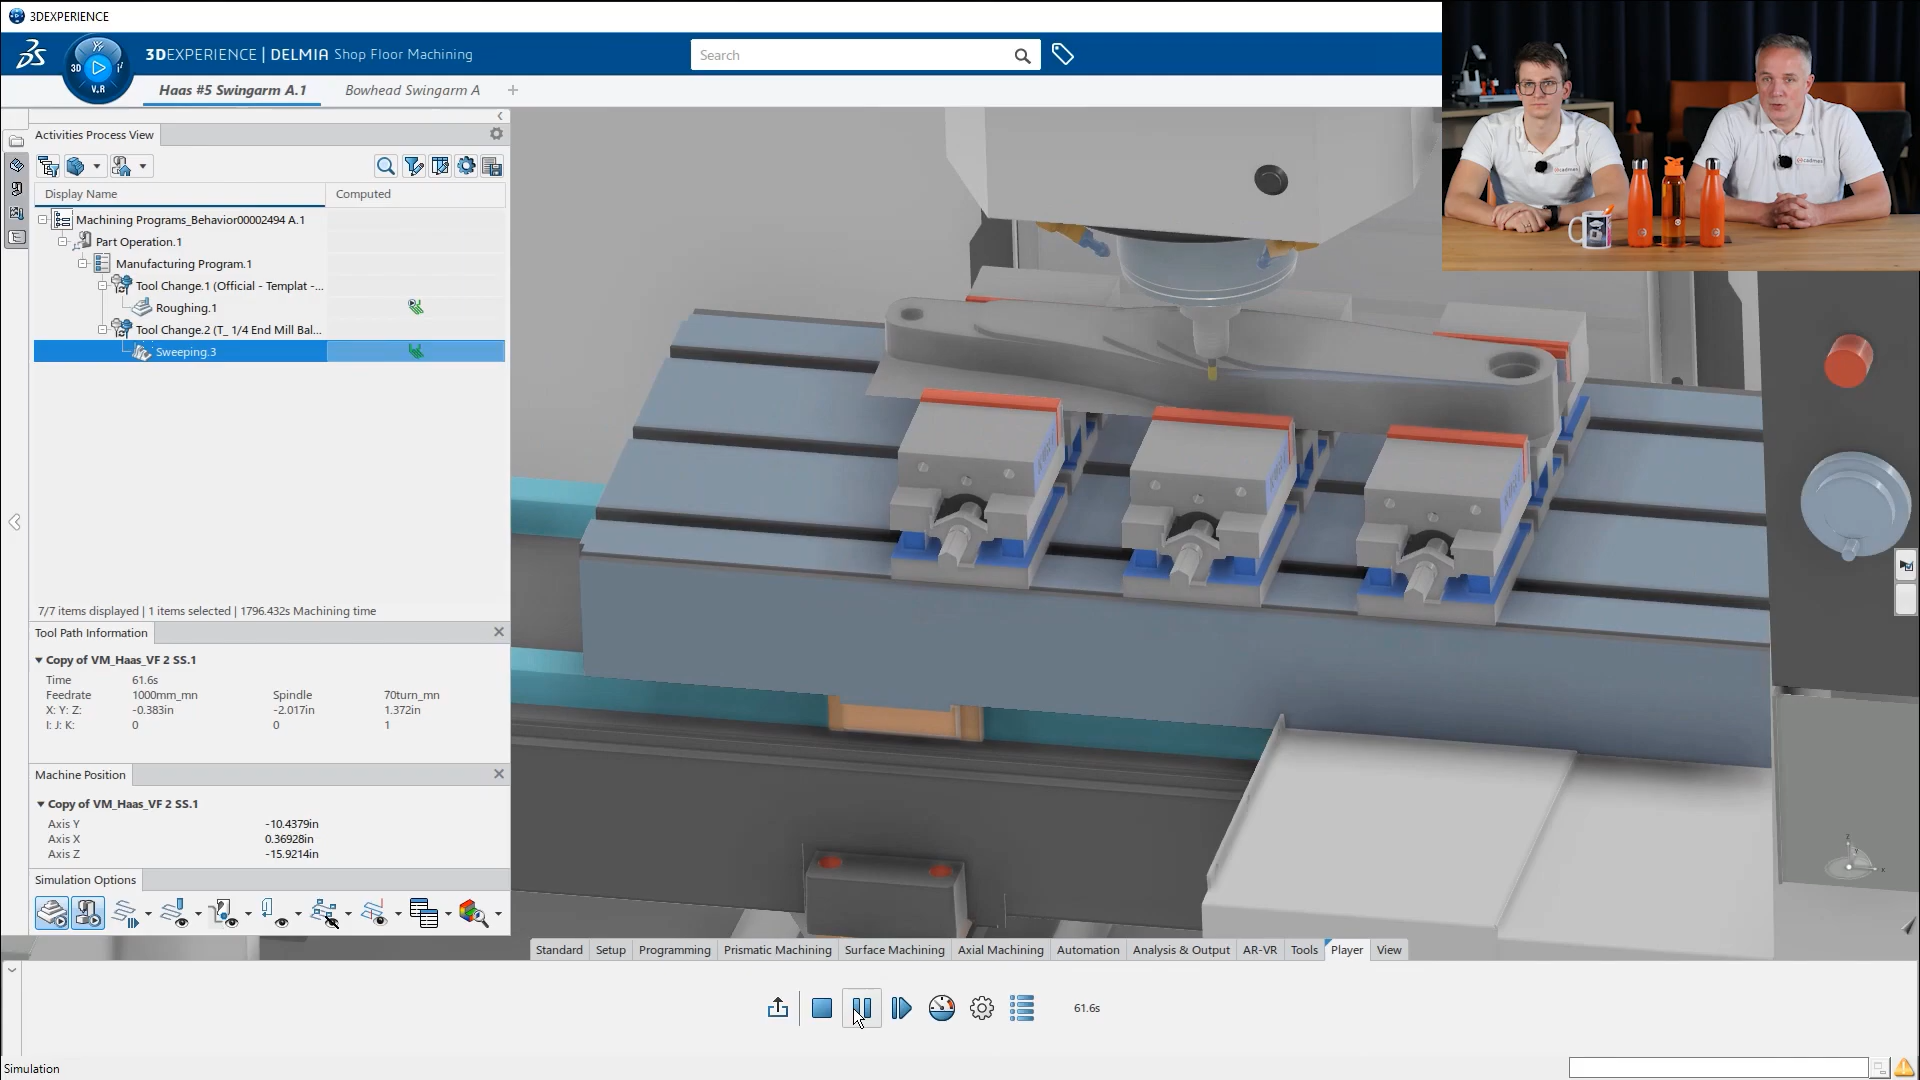 3DEXPERIENCE
3DEXPERIENCE | DELMIA Shop Floor Machining
Search
3D
V.R
Haas #5 Swingarm A.1
Bowhead Swingarm A
Activities Process View
Display Name
Computed
Machining Programs_Behavior00002494 A.1
Part Operation.1
Manufacturing Program.1
Tool Change.1 (Official - Templat -...
Roughing.1
Tool Change.2 (T_ 1/4 End Mill Bal...
Sweeping.3
7/7 items displayed | 1 items selected | 1796.432s Machining time
Tool Path Information
Copy of VM_Haas_VF 2 SS.1
Time 61.6s
Feedrate 1000mm_mn Spindle 70turn_mn
X: Y: Z: -0.383in -2.017in 1.372in
I: J: K: 0 0 1
Machine Position
Copy of VM_Haas_VF 2 SS.1
Axis Y -10.4379in
Axis X 0.36928in
Axis Z -15.9214in
Simulation Options
Standard Setup Programming Prismatic Machining Surface Machining Axial Machining Automation Analysis & Output AR-VR Tools Player View
61.6s
Simulation